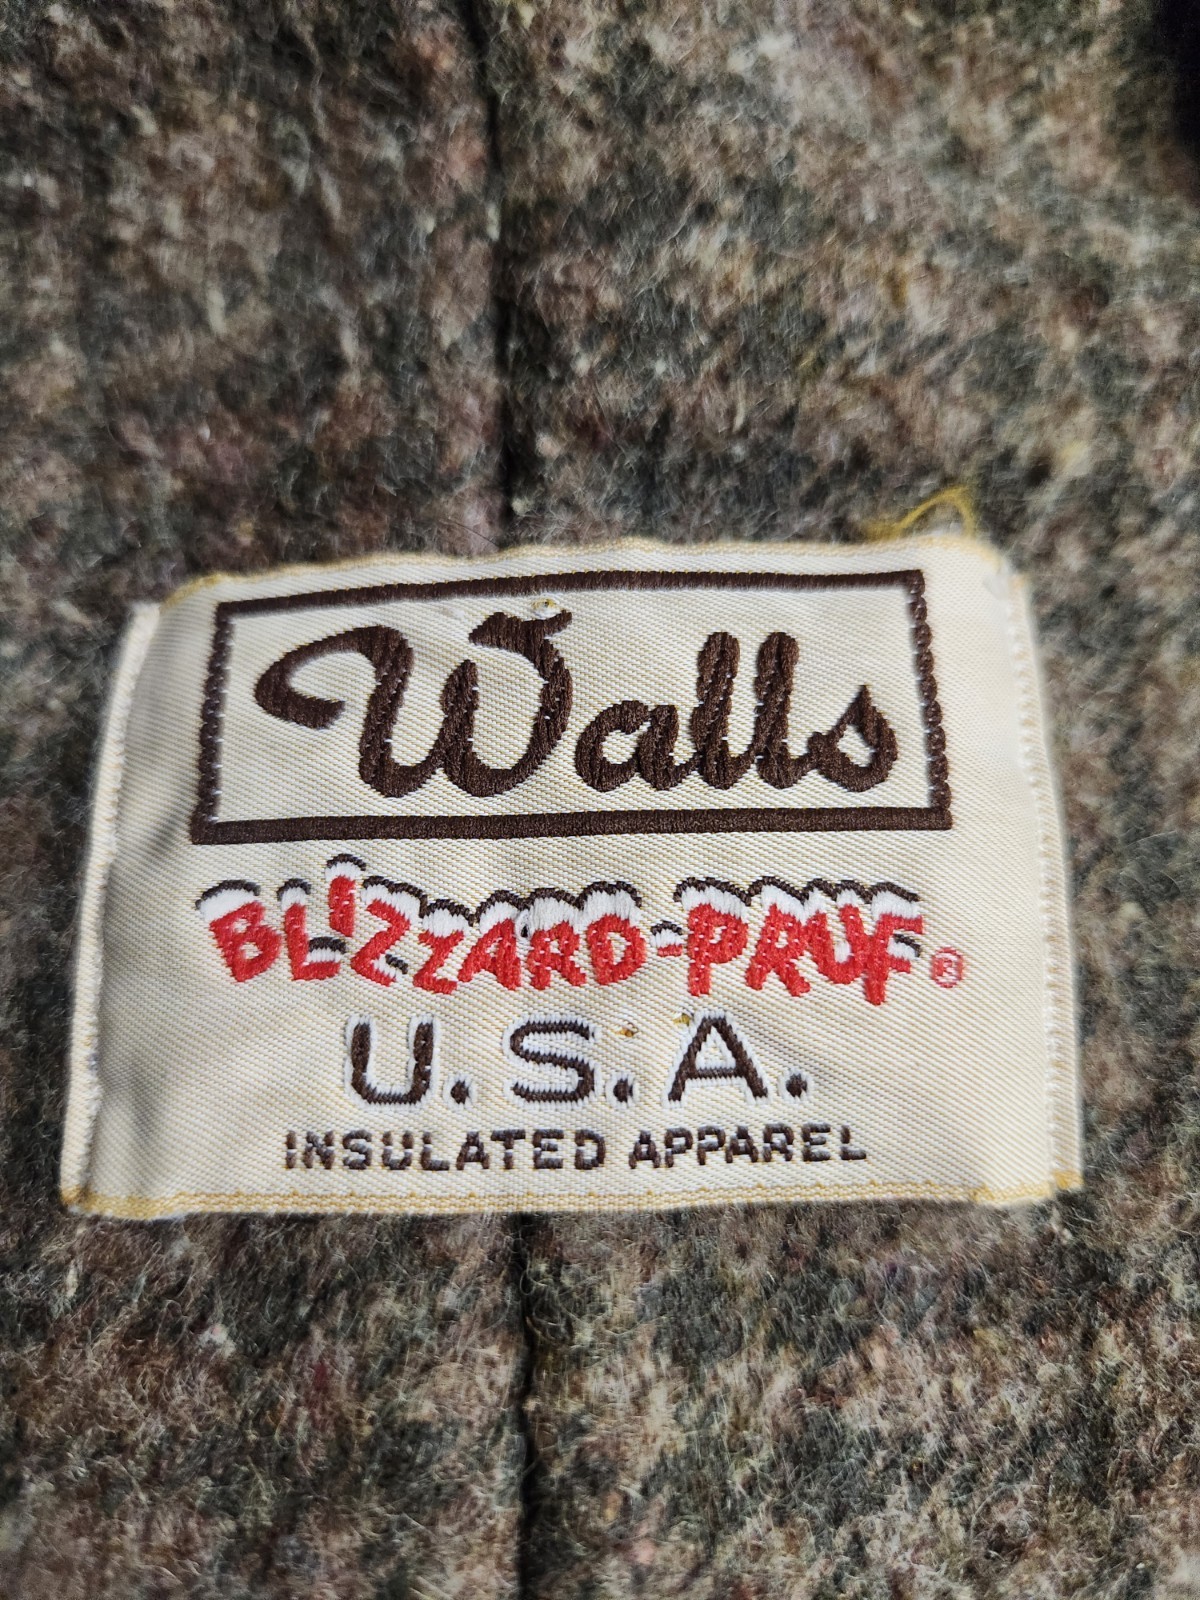 Walls
BLIZZARD-PRUF®
U.S.A.
INSULATED APPAREL